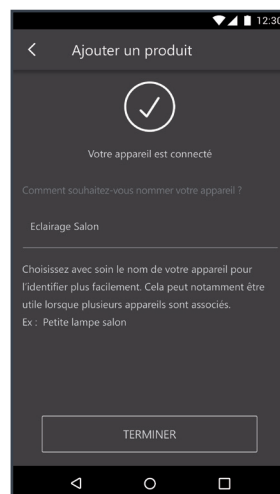 12:30
Ajouter un produit
Votre appareil est connecté
Comment souhaitez-vous nommer votre appareil ?
Eclairage Salon
Choisissez avec soin le nom de votre appareil pour
l'identifier plus facilement. Cela peut notamment être
utile lorsque plusieurs appareils sont associés.
Ex : Petite lampe salon
TERMINER